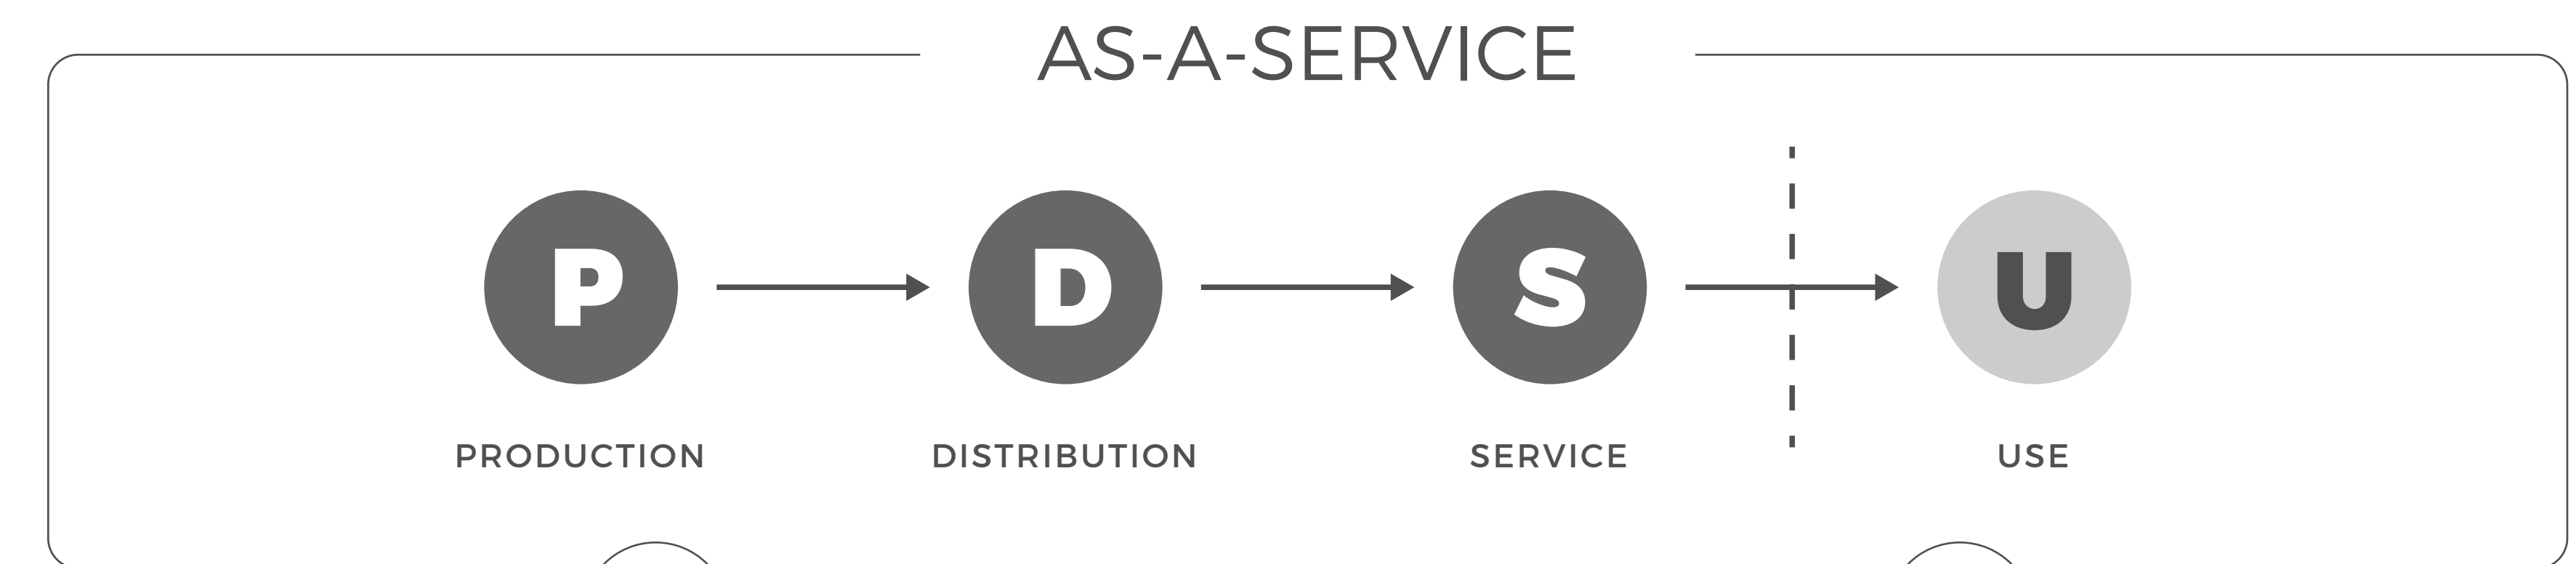 AS-A-SERVICE
P
D
S
U
PRODUCTION
DISTRIBUTION
SERVICE
USE